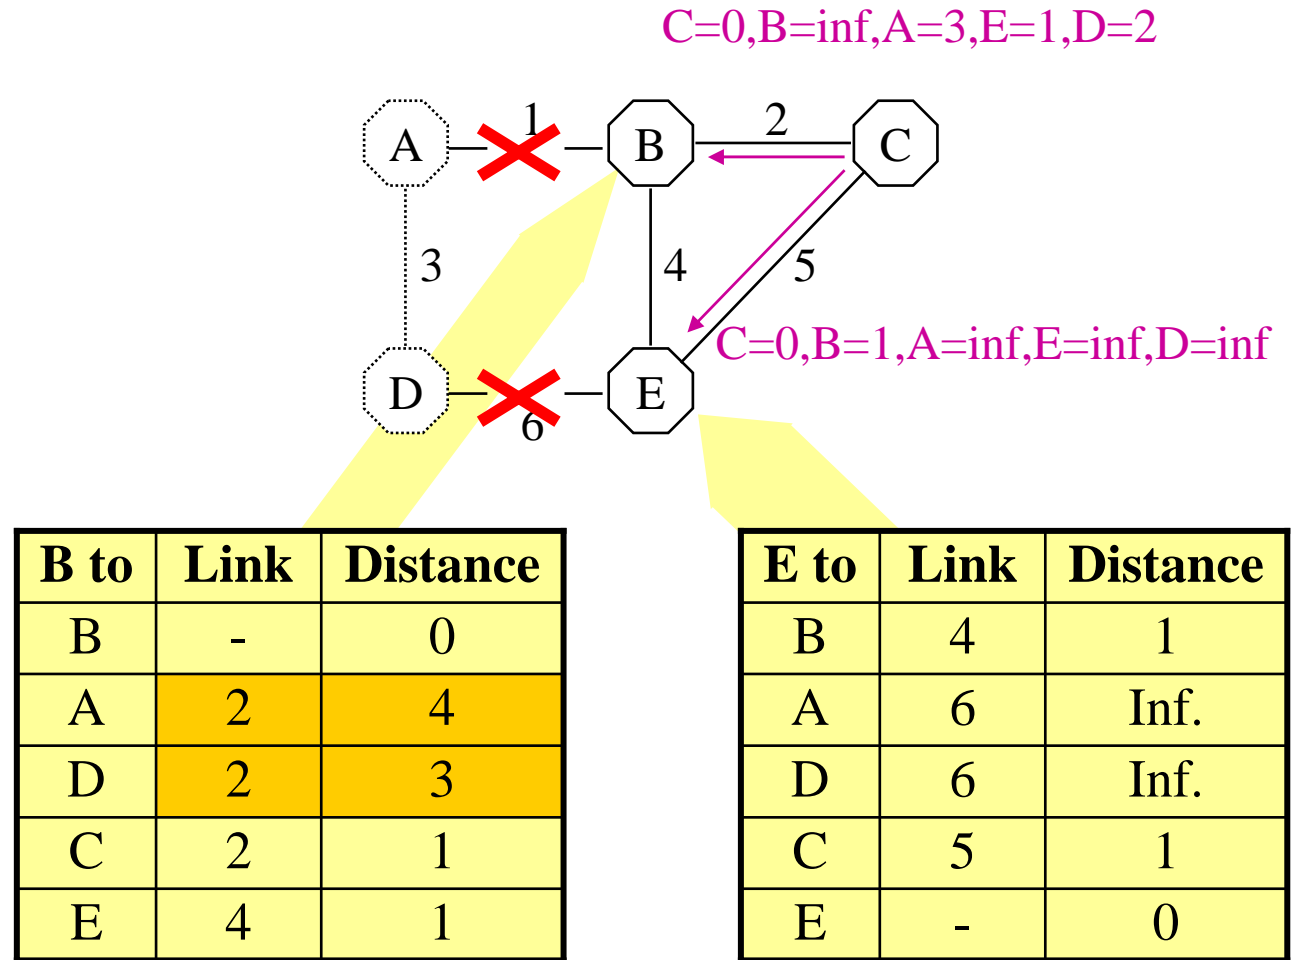 C=0,B=inf,A=3,E=1,D=2
1
2
A
B
C
3
4
5
C=0,B=1,A=inf,E=inf,D=inf
D
E
6
B to Link Distance
B - 0
A 2 4
D 2 3
C 2 1
E 4 1
E to Link Distance
B 4 1
A 6 Inf.
D 6 Inf.
C 5 1
E - 0